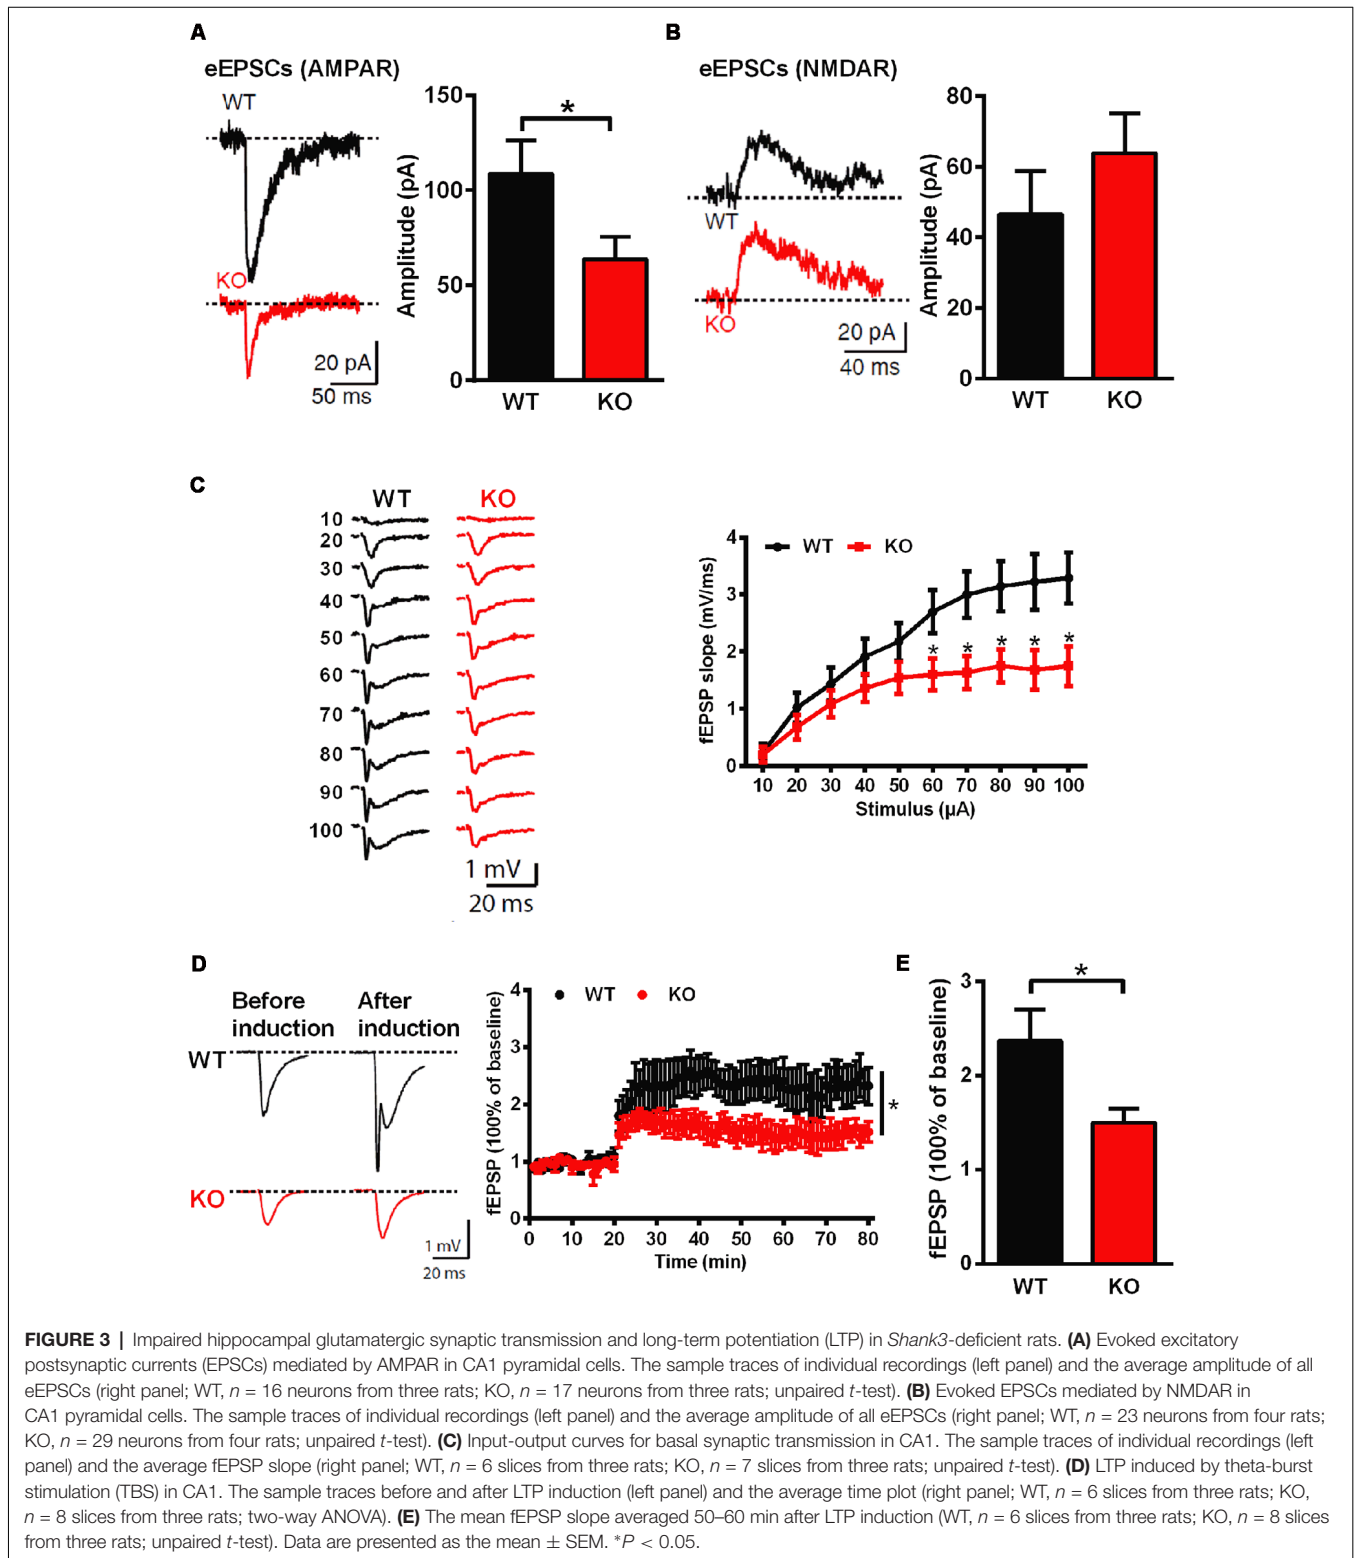 A
eEPSCs (AMPAR)
WT
KO
20 pA
50 ms
Amplitude (pA)
150
100
50
0
*
WT KO
B
eEPSCs (NMDAR)
WT
KO
20 pA
40 ms
Amplitude (pA)
80
60
40
20
0
WT KO
C
WT KO
10
20
30
40
50
60
70
80
90
100
1 mV
20 ms
fEPSP slope (mV/ms)
4
3
2
1
0
WT KO
* * * * *
10 20 30 40 50 60 70 80 90 100
Stimulus (µA)
D
Before induction
After induction
WT
KO
1 mV
20 ms
fEPSP (100% of baseline)
4
3
2
1
0
WT KO
*
0 10 20 30 40 50 60 70 80
Time (min)
E
fEPSP (100% of baseline)
3
2
1
0
*
WT KO
FIGURE 3 | Impaired hippocampal glutamatergic synaptic transmission and long-term potentiation (LTP) in Shank3-deficient rats. (A) Evoked excitatory
postsynaptic currents (EPSCs) mediated by AMPAR in CA1 pyramidal cells. The sample traces of individual recordings (left panel) and the average amplitude of all
eEPSCs (right panel; WT, n = 16 neurons from three rats; KO, n = 17 neurons from three rats; unpaired t-test). (B) Evoked EPSCs mediated by NMDAR in
CA1 pyramidal cells. The sample traces of individual recordings (left panel) and the average amplitude of all eEPSCs (right panel; WT, n = 23 neurons from four rats;
KO, n = 29 neurons from four rats; unpaired t-test). (C) Input-output curves for basal synaptic transmission in CA1. The sample traces of individual recordings (left
panel) and the average fEPSP slope (right panel; WT, n = 6 slices from three rats; KO, n = 7 slices from three rats; unpaired t-test). (D) LTP induced by theta-burst
stimulation (TBS) in CA1. The sample traces before and after LTP induction (left panel) and the average time plot (right panel; WT, n = 6 slices from three rats; KO,
n = 8 slices from three rats; two-way ANOVA). (E) The mean fEPSP slope averaged 50–60 min after LTP induction (WT, n = 6 slices from three rats; KO, n = 8 slices
from three rats; unpaired t-test). Data are presented as the mean ± SEM. *P < 0.05.